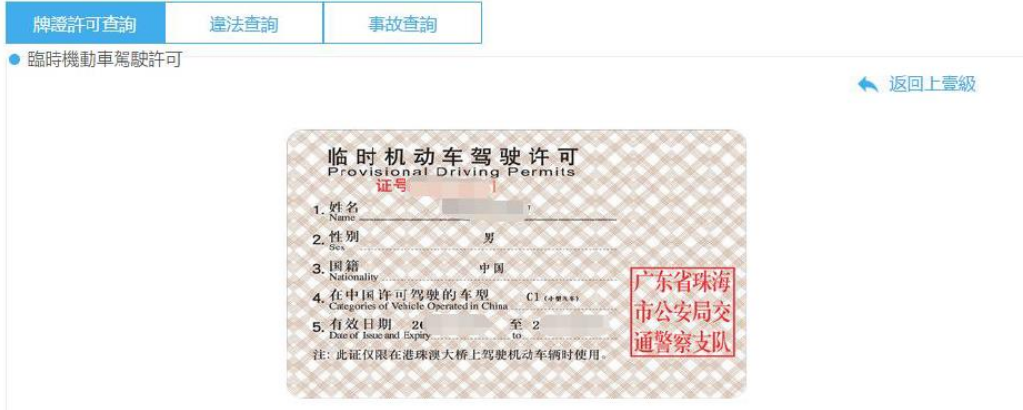 牌證許可查詢
違法查詢
事故查詢
臨時機動車駕駛許可
返回上壹級
临时机动车驾驶许可
Provisional Driving Permits
证号
1. 姓名
Name
2. 性别 男
Sex
3. 国籍 中国
Nationality
4. 在中国许可驾驶的车型 C1 (小型汽车)
Categories of Vehicle Operated in China
5. 有效日期 20 至 2
Date of Issue and Expiry to
注: 此证仅限在港珠澳大桥上驾驶机动车辆时使用。
广东省珠海
市公安局交
通警察支队